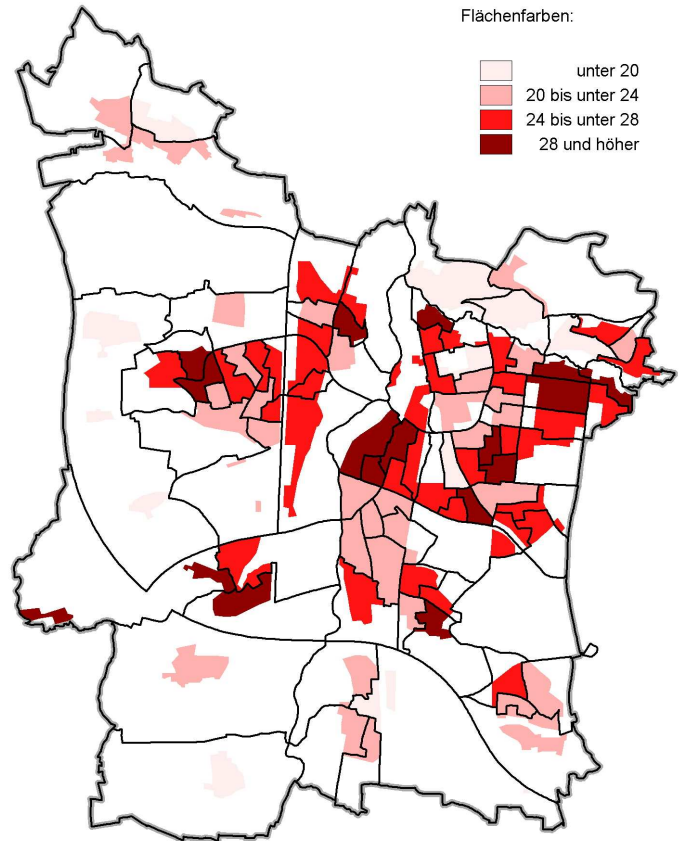 Flächenfarben:
unter 20
20 bis unter 24
24 bis unter 28
28 und höher